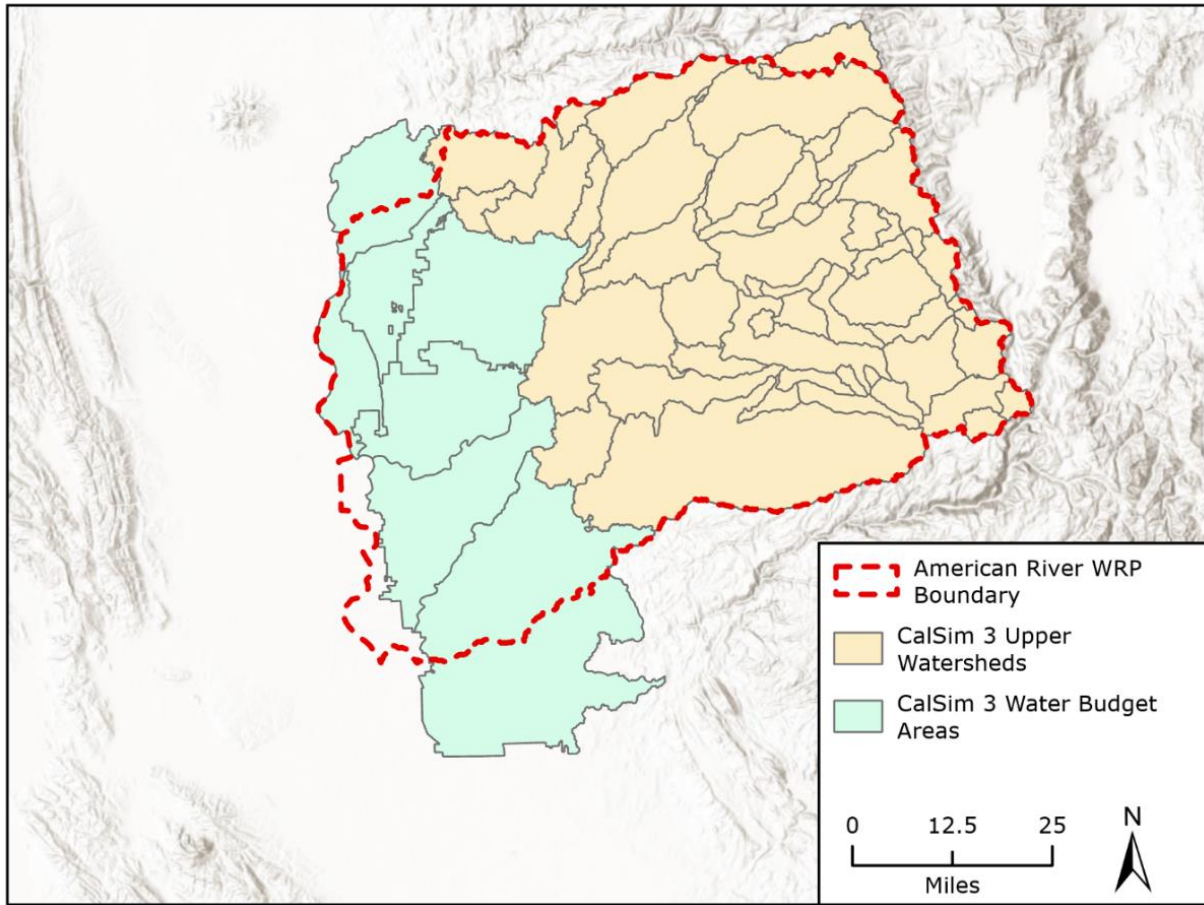 American River WRP
Boundary
CalSim 3 Upper
Watersheds
CalSim 3 Water Budget
Areas
0 12.5 25
Miles
N